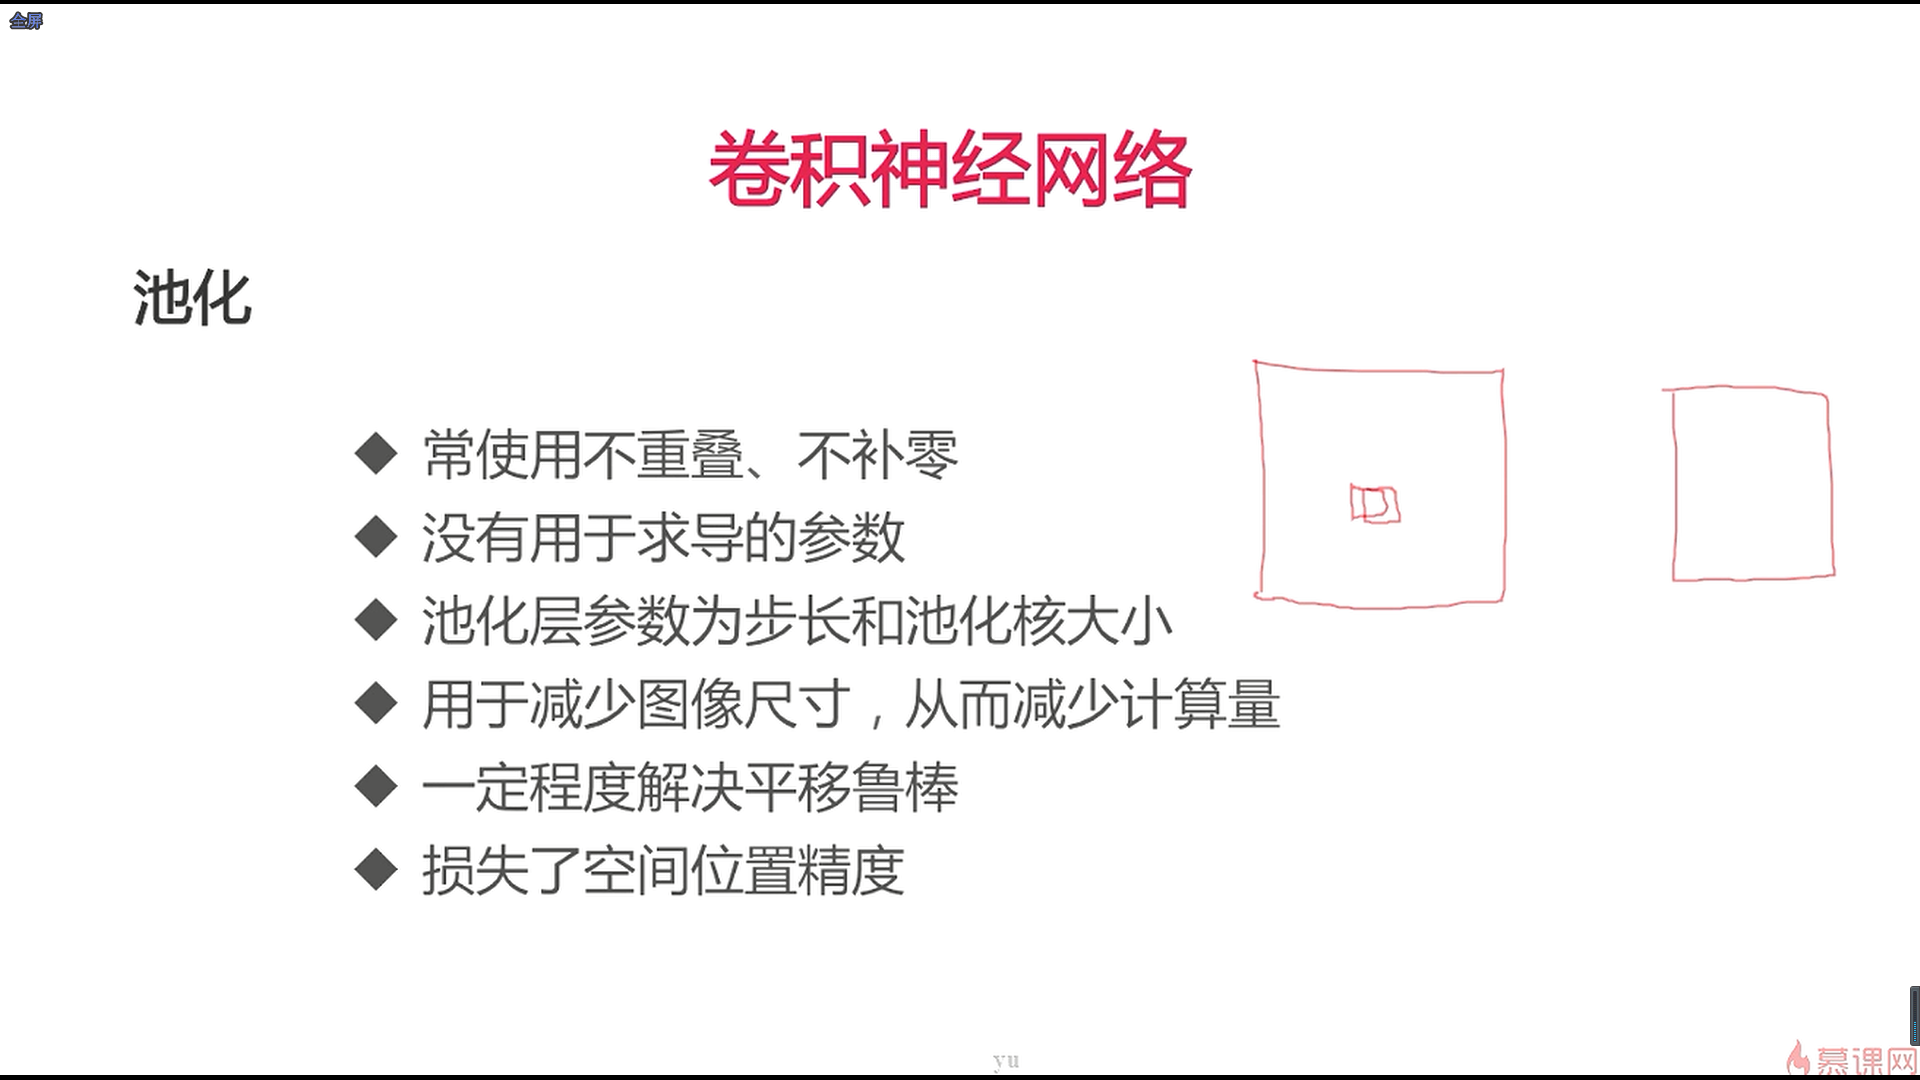 全屏
卷积神经网络
池化
◆ 常使用不重叠、不补零
◆ 没有用于求导的参数
◆ 池化层参数为步长和池化核大小
◆ 用于减少图像尺寸，从而减少计算量
◆ 一定程度解决平移鲁棒
◆ 损失了空间位置精度
yu
慕课网